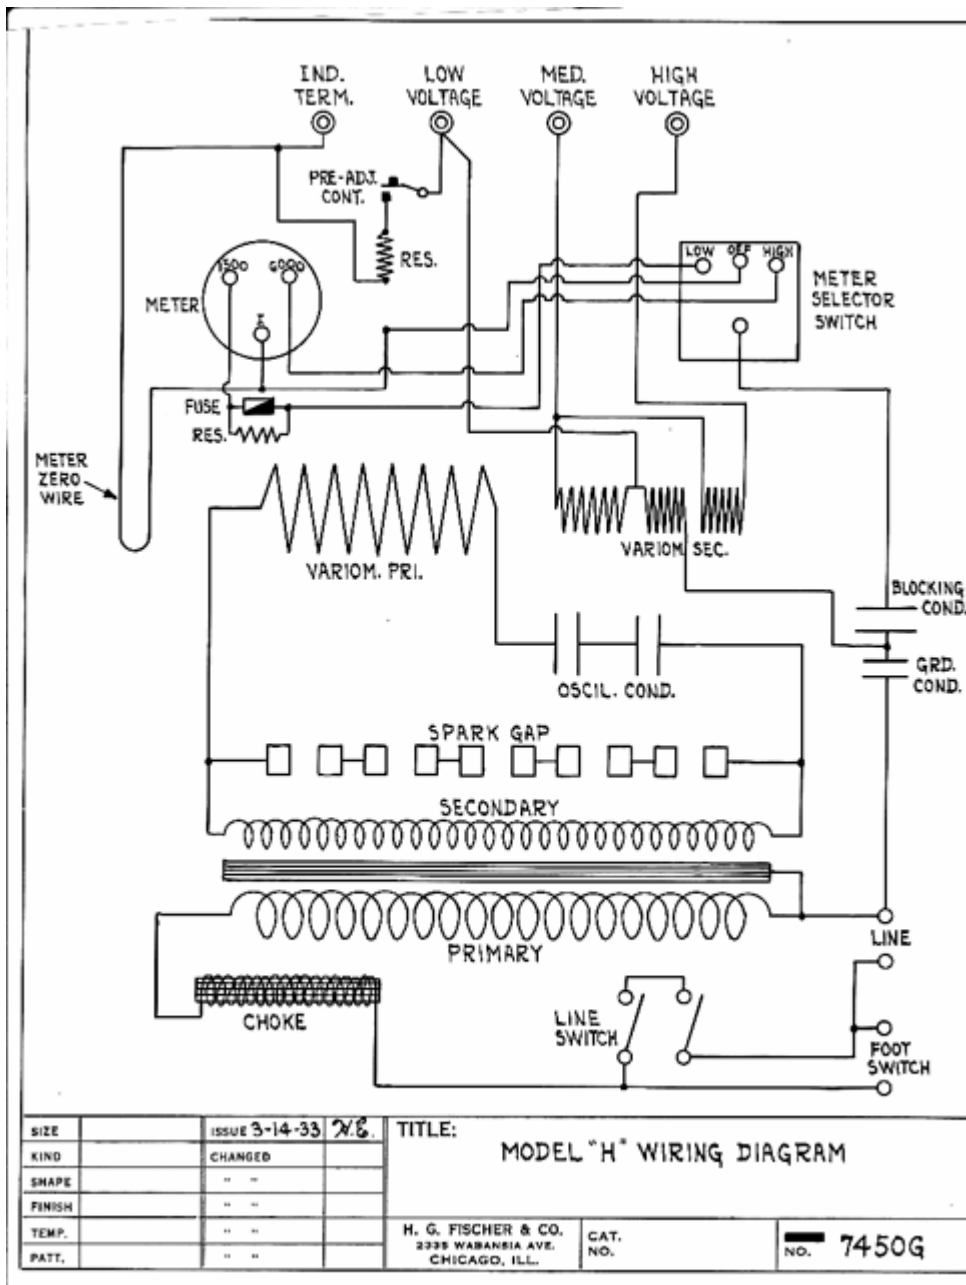 IND. TERM.
LOW VOLTAGE
MED. VOLTAGE
HIGH VOLTAGE
PRE-ADJ. CONT.
RES.
LOW OFF HIGH
METER SELECTOR SWITCH
1500 6000
METER
±
FUSE
RES.
METER ZERO WIRE
VARIOM. PRI.
VARIOM. SEC.
BLOCKING COND.
GRD. COND.
OSCIL. COND.
SPARK GAP
SECONDARY
PRIMARY
LINE
CHOKE
LINE SWITCH
FOOT SWITCH
SIZE ISSUE 3-14-33 H.E.
KIND CHANGED
SHAPE " "
FINISH " "
TEMP. " "
PATT. " "
TITLE:
MODEL "H" WIRING DIAGRAM
H. G. FISCHER & CO.
2335 WABANSIA AVE.
CHICAGO, ILL.
CAT. NO.
NO. 7450G